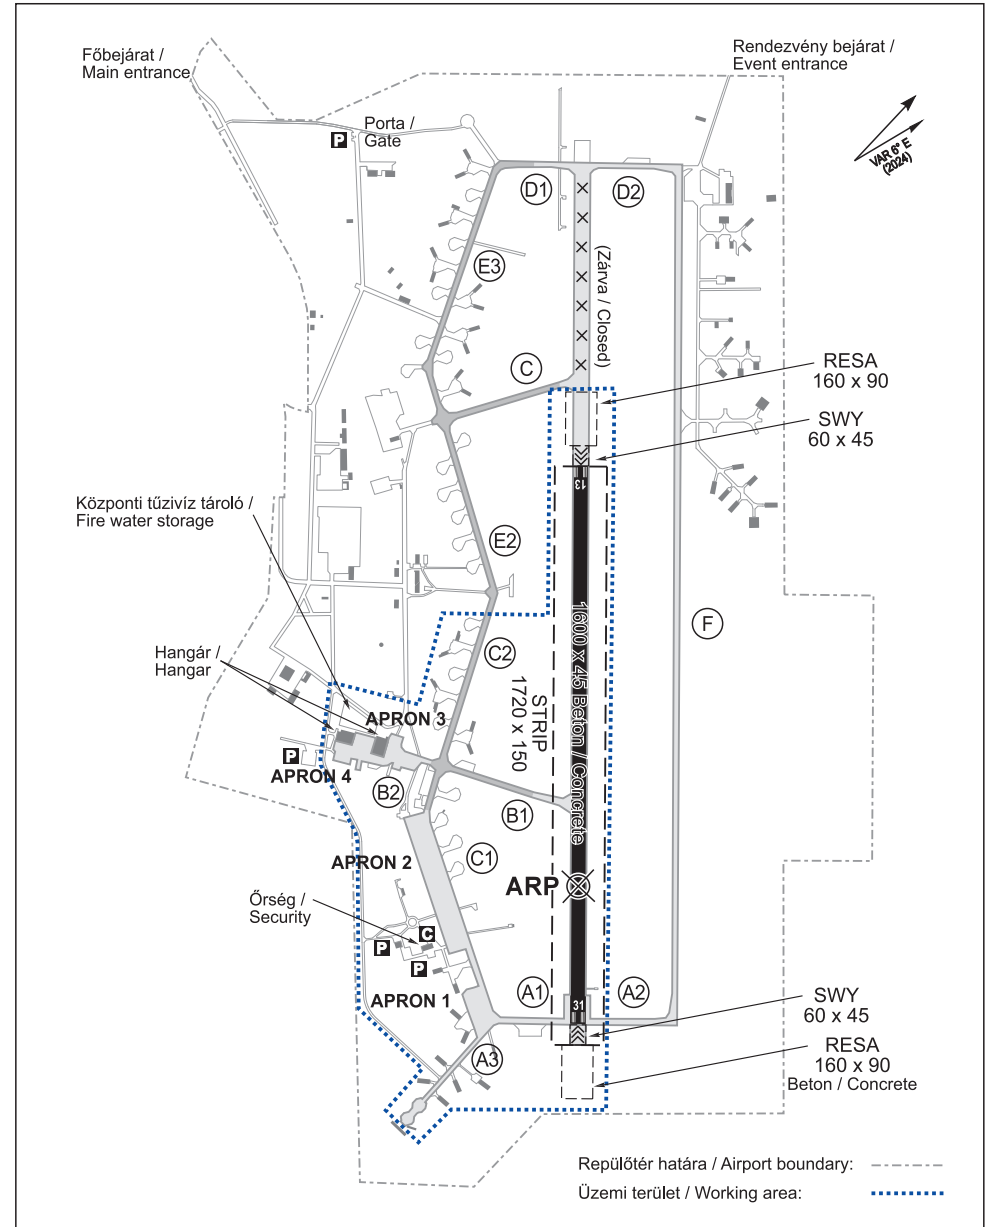 Főbejárat /
Main entrance
Rendezvény bejárat /
Event entrance
Porta /
Gate
P
VAR 6° E
(2024)
D1
D2
E3
(Zárva / Closed)
C
RESA
160 x 90
SWY
60 x 45
13
Központi tűzivíz tároló /
Fire water storage
E2
1600 x 45 Beton / Concrete
F
C2
STRIP
1720 x 150
Hangár /
Hangar
APRON 3
P
APRON 4
B2
B1
APRON 2
C1
ARP
Őrség /
Security
C
P
P
APRON 1
A1
A2
31
SWY
60 x 45
A3
RESA
160 x 90
Beton / Concrete
Repülőtér határa / Airport boundary:
Üzemi terület / Working area: